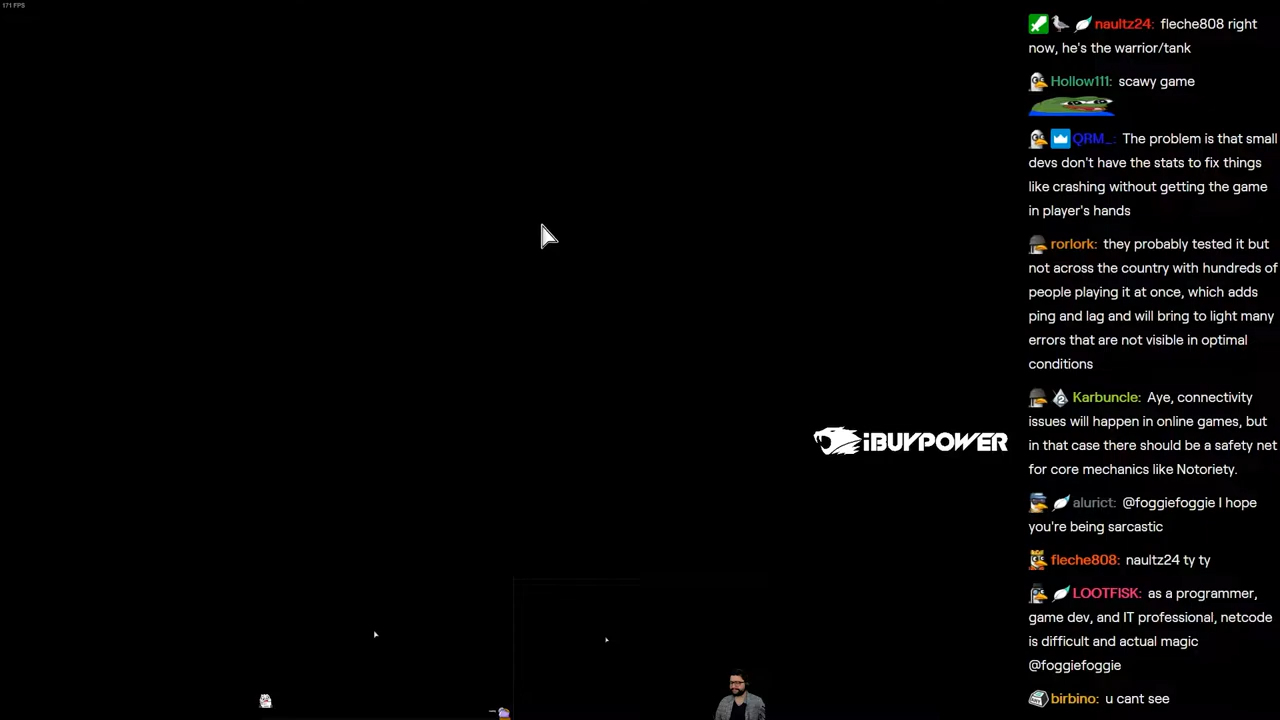 171 FPS
naultz24: fleche808 right
now, he's the warrior/tank
Hollow111: scawy game
QRM_: The problem is that small
devs don't have the stats to fix things
like crashing without getting the game
in player's hands
rorlork: they probably tested it but
not across the country with hundreds of
people playing it at once, which adds
ping and lag and will bring to light many
errors that are not visible in optimal
conditions
iBUYPOWER
2 Karbuncle: Aye, connectivity
issues will happen in online games, but
in that case there should be a safety net
for core mechanics like Notoriety.
alurict: @foggiefoggie I hope
you're being sarcastic
fleche808: naultz24 ty ty
LOOTFISK: as a programmer,
game dev, and IT professional, netcode
is difficult and actual magic
@foggiefoggie
birbino: u cant see